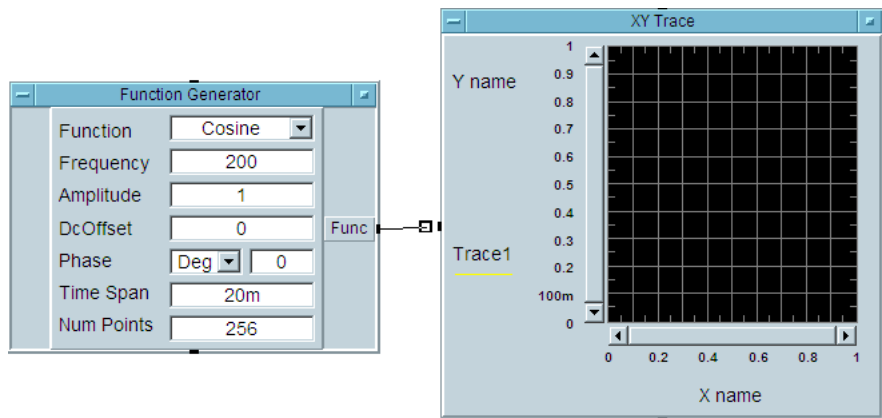 Function Generator
Function Cosine
Frequency 200
Amplitude 1
DcOffset 0
Phase Deg 0
Time Span 20m
Num Points 256
Func
XY Trace
Y name
Trace1
1
0.9
0.8
0.7
0.6
0.5
0.4
0.3
0.2
100m
0
0 0.2 0.4 0.6 0.8 1
X name